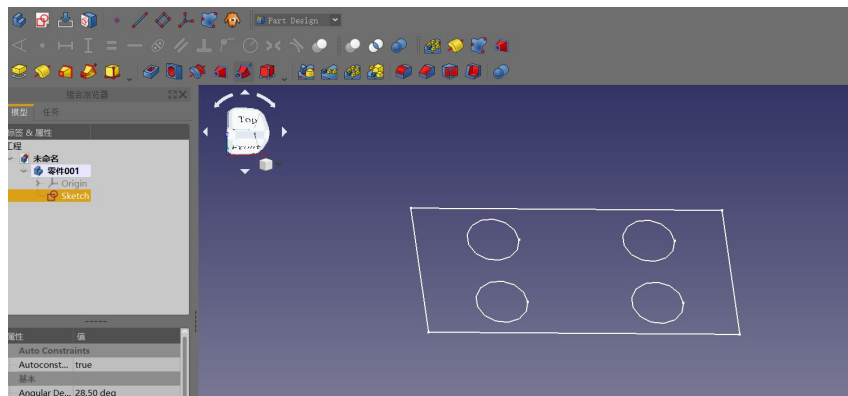 Part Design
组合浏览器
模型 任务
标签 & 属性
工程
未命名
零件001
Origin
Sketch
Top
Front
属性 值
Auto Constraints
Autoconst... true
基本
Angular De... 28.50 deg